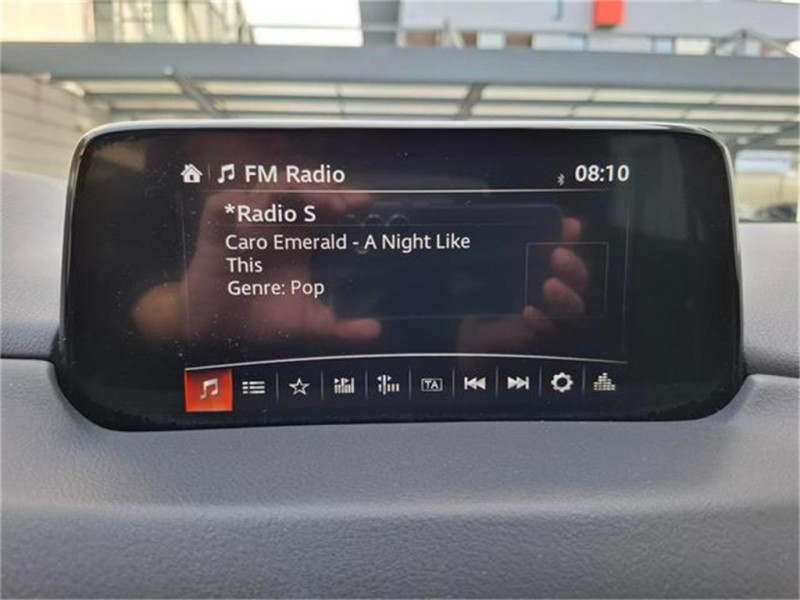 FM Radio
08:10
*Radio S
Caro Emerald - A Night Like
This
Genre: Pop
TA